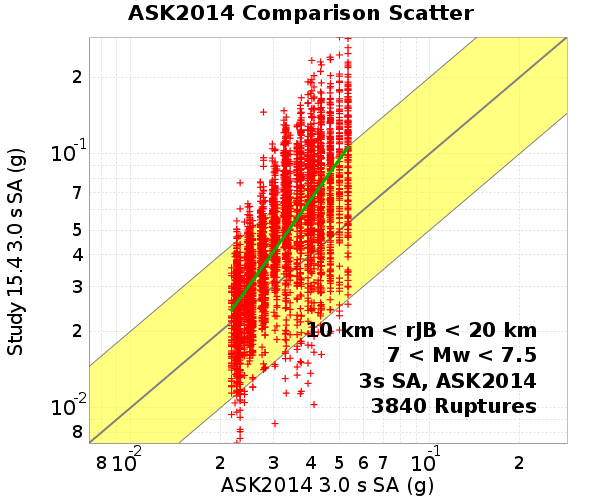 ASK2014 Comparison Scatter
Study 15.4 3.0 s SA (g)
2
10-1
7
5
4
3
2
10-2
8
10 km < rJB < 20 km
7 < Mw < 7.5
3s SA, ASK2014
3840 Ruptures
8 10-2 2 3 4 5 6 7 10-1 2
ASK2014 3.0 s SA (g)